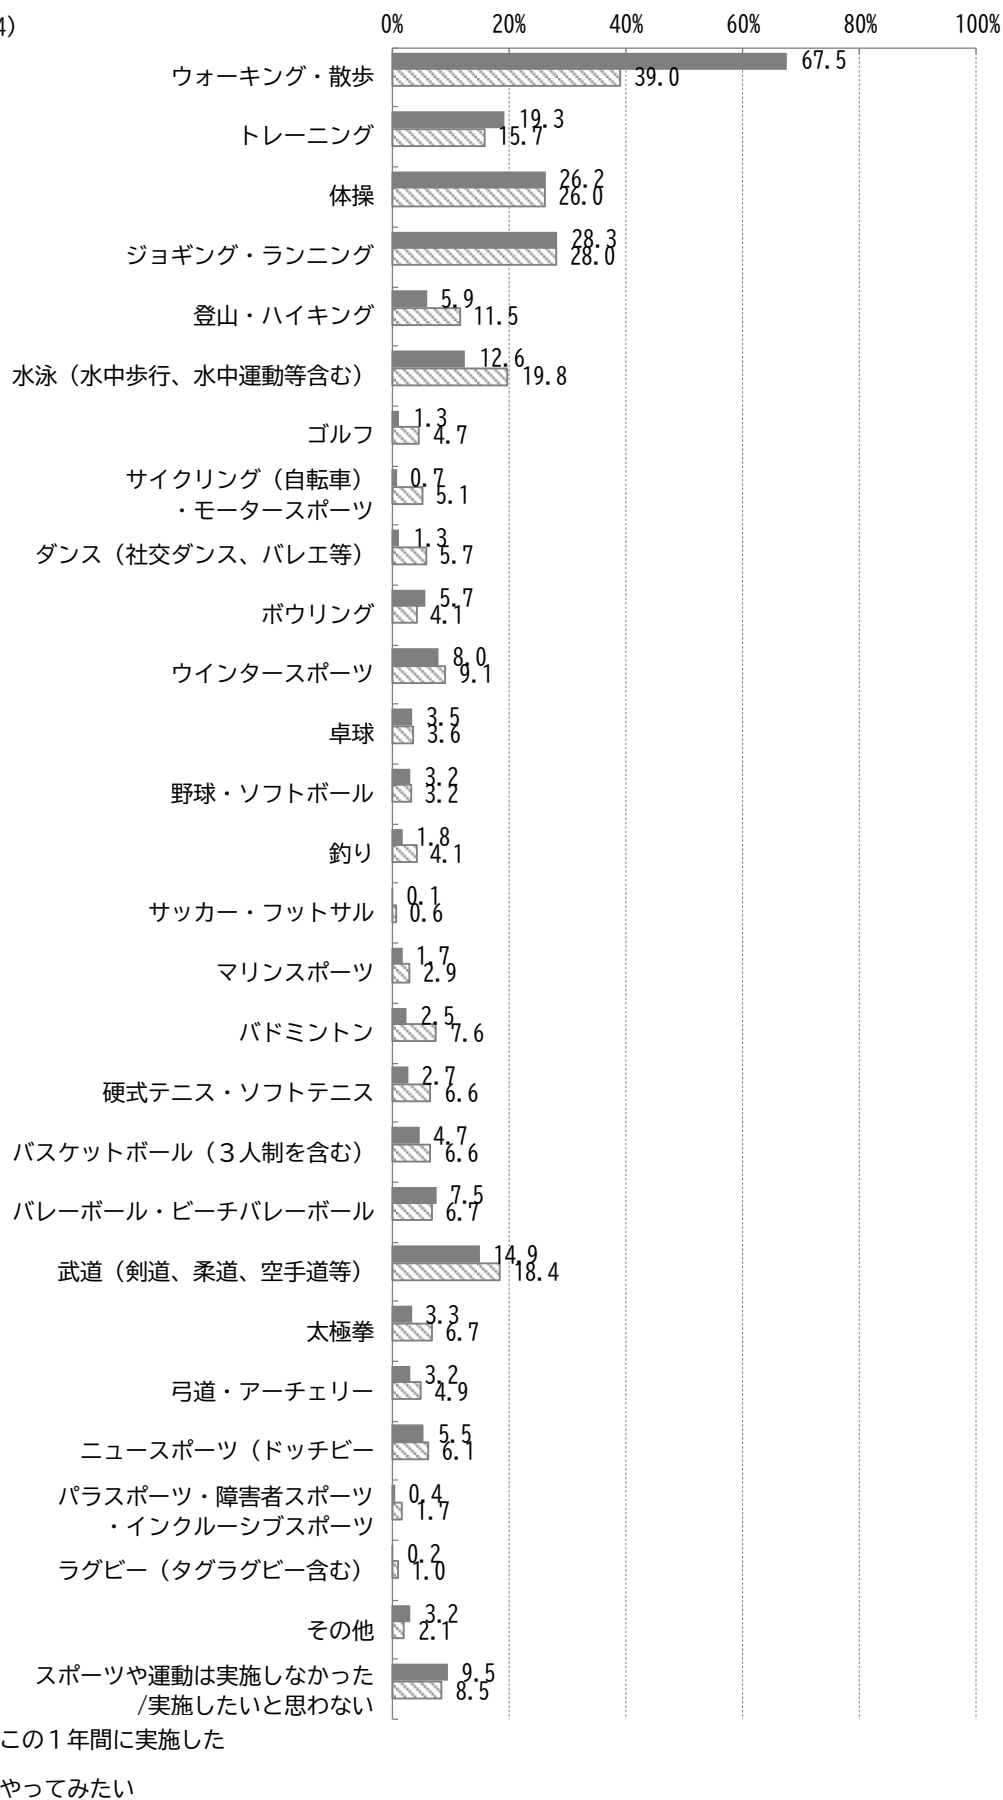 4)
0% 20% 40% 60% 80% 100%
ウォーキング・散歩 67.5 39.0
トレーニング 19.3 15.7
体操 26.2 26.0
ジョギング・ランニング 28.3 28.0
登山・ハイキング 5.9 11.5
水泳（水中歩行、水中運動等含む） 12.6 19.8
ゴルフ 1.3 4.7
サイクリング（自転車） 0.7 5.1
・モータースポーツ
ダンス（社交ダンス、バレエ等） 1.3 5.7
ボウリング 5.7 4.1
ウインタースポーツ 8.0 9.1
卓球 3.5 3.6
野球・ソフトボール 3.2 3.2
釣り 1.8 4.1
サッカー・フットサル 0.1 0.6
マリンスポーツ 1.7 2.9
バドミントン 2.5 7.6
硬式テニス・ソフトテニス 2.7 6.6
バスケットボール（３人制を含む） 4.7 6.6
バレーボール・ビーチバレーボール 7.5 6.7
武道（剣道、柔道、空手道等） 14.9 18.4
太極拳 3.3 6.7
弓道・アーチェリー 3.2 4.9
ニュースポーツ（ドッチビー 5.5 6.1
パラスポーツ・障害者スポーツ 0.4 1.7
・インクルーシブスポーツ
ラグビー（タグラグビー含む） 0.2 1.0
その他 3.2 2.1
スポーツや運動は実施しなかった 9.5 8.5
/実施したいと思わない
この１年間に実施した
やってみたい